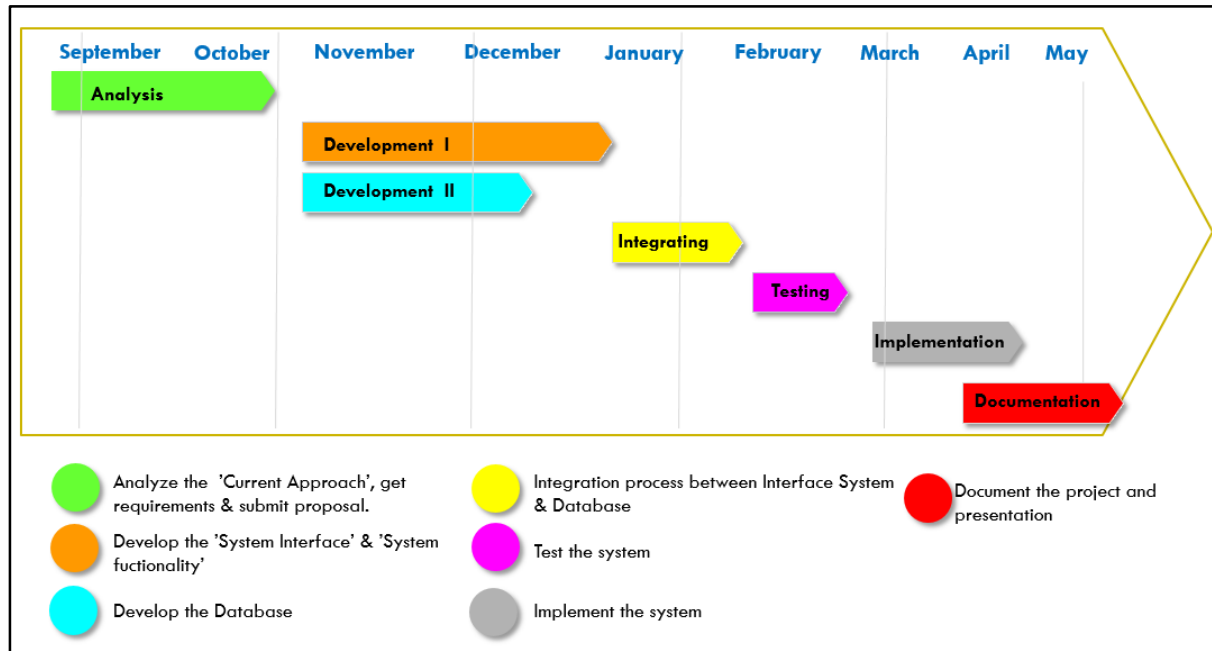 September October November December January February March April May
Analysis
Development I
Development II
Integrating
Testing
Implementation
Documentation
Analyze the 'Current Approach', get
requirements & submit proposal.
Develop the 'System Interface' & 'System
fuctionality'
Develop the Database
Integration process between Interface System
& Database
Test the system
Implement the system
Document the project and
presentation